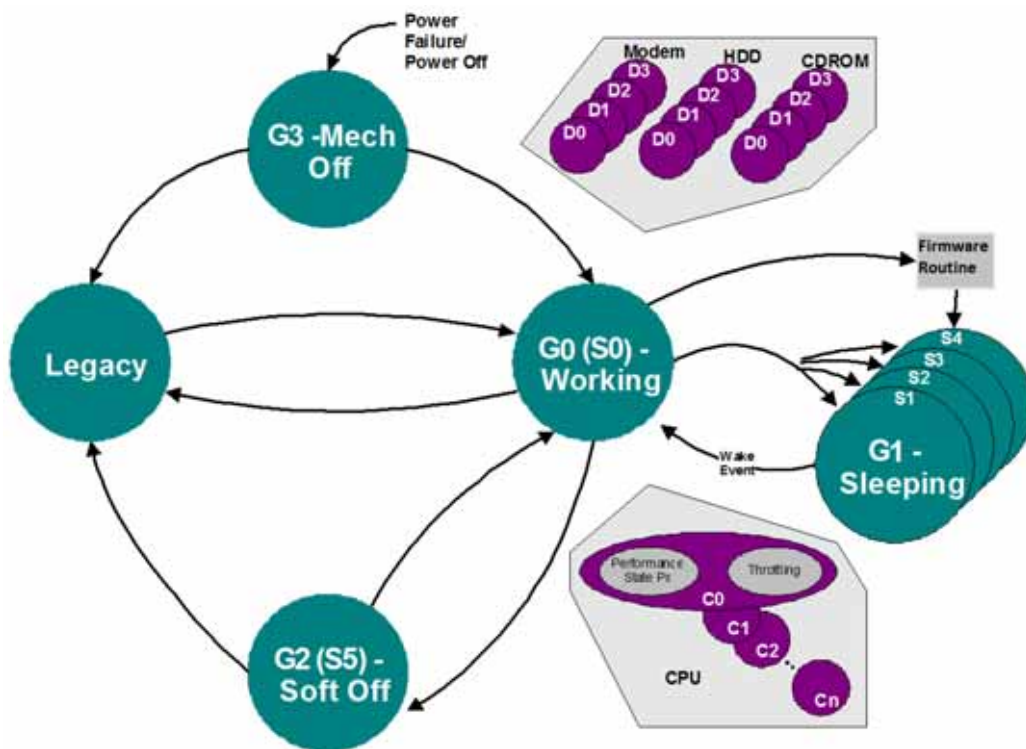 Power
Failure/
Power Off
G3 -Mech
Off
Modem
HDD
CDROM
D3
D2
D1
D0
D3
D2
D1
D0
D3
D2
D1
D0
Firmware
Routine
Legacy
G0 (S0) -
Working
S4
S3
S2
S1
G1 -
Sleeping
Wake
Event
Performance
State Px
Throttling
C0
C1
C2
Cn
CPU
G2 (S5) -
Soft Off